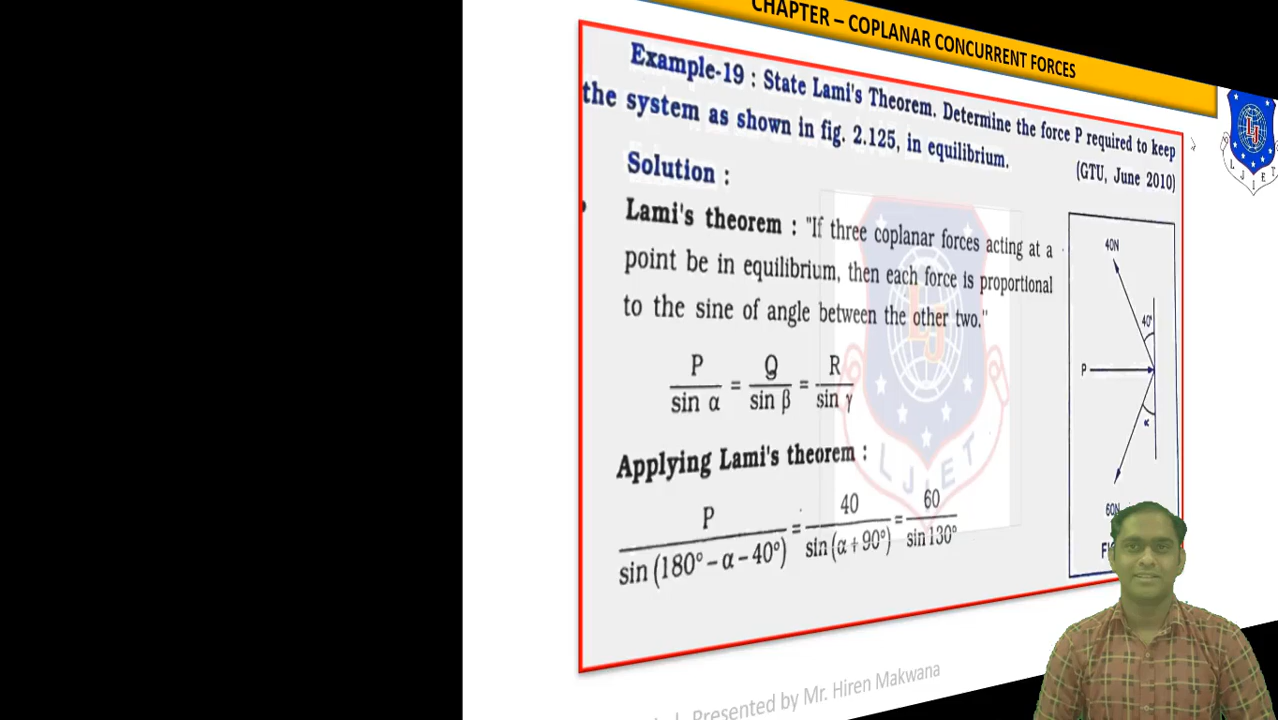 CHAPTER – COPLANAR CONCURRENT FORCES
Example-19 : State Lami's Theorem. Determine the force P required to keep
the system as shown in fig. 2.125, in equilibrium.
(GTU, June 2010)
Solution :
Lami's theorem : "If three coplanar forces acting at a
point be in equilibrium, then each force is proportional
to the sine of angle between the other two."
P/sin α = Q/sin β = R/sin γ
Applying Lami's theorem :
P/sin (180° – α – 40°) = 40/sin (α + 90°) = 60/sin 130°
40N
40°
P
α
60N
LJ
L J I E T
LJ
L J I E T
Presented by Mr. Hiren Makwana